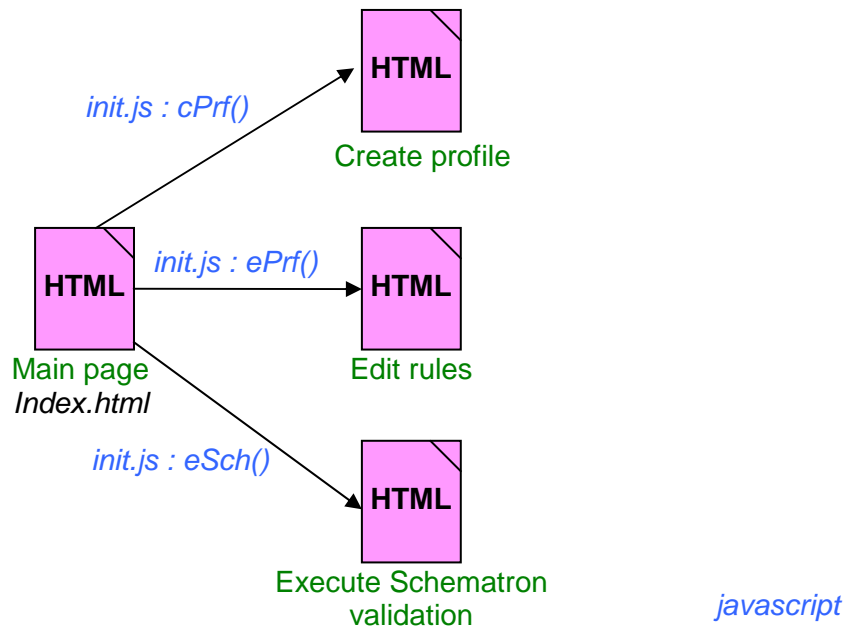 HTML
init.js : cPrf()
Create profile
HTML
init.js : ePrf()
HTML
Main page
Index.html
Edit rules
init.js : eSch()
HTML
Execute Schematron
validation
javascript